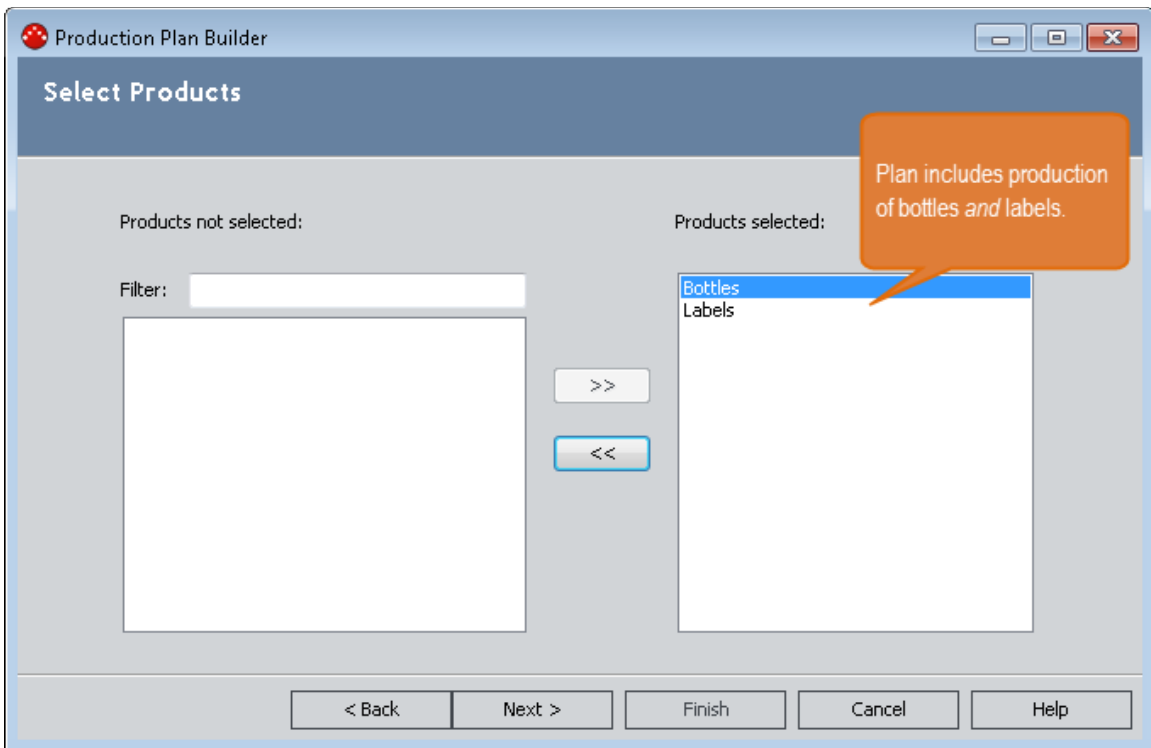 Production Plan Builder
Select Products
Plan includes production
of bottles and labels.
Products not selected:
Products selected:
Filter:
Bottles
Labels
>>
<<
< Back
Next >
Finish
Cancel
Help